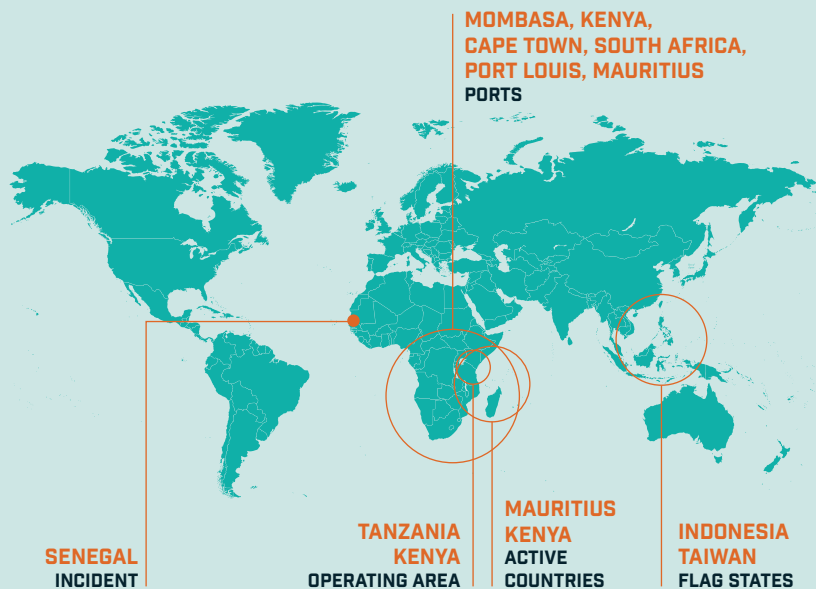 MOMBASA, KENYA,
CAPE TOWN, SOUTH AFRICA,
PORT LOUIS, MAURITIUS
PORTS
SENEGAL
INCIDENT
TANZANIA
KENYA
OPERATING AREA
MAURITIUS
KENYA
ACTIVE
COUNTRIES
INDONESIA
TAIWAN
FLAG STATES